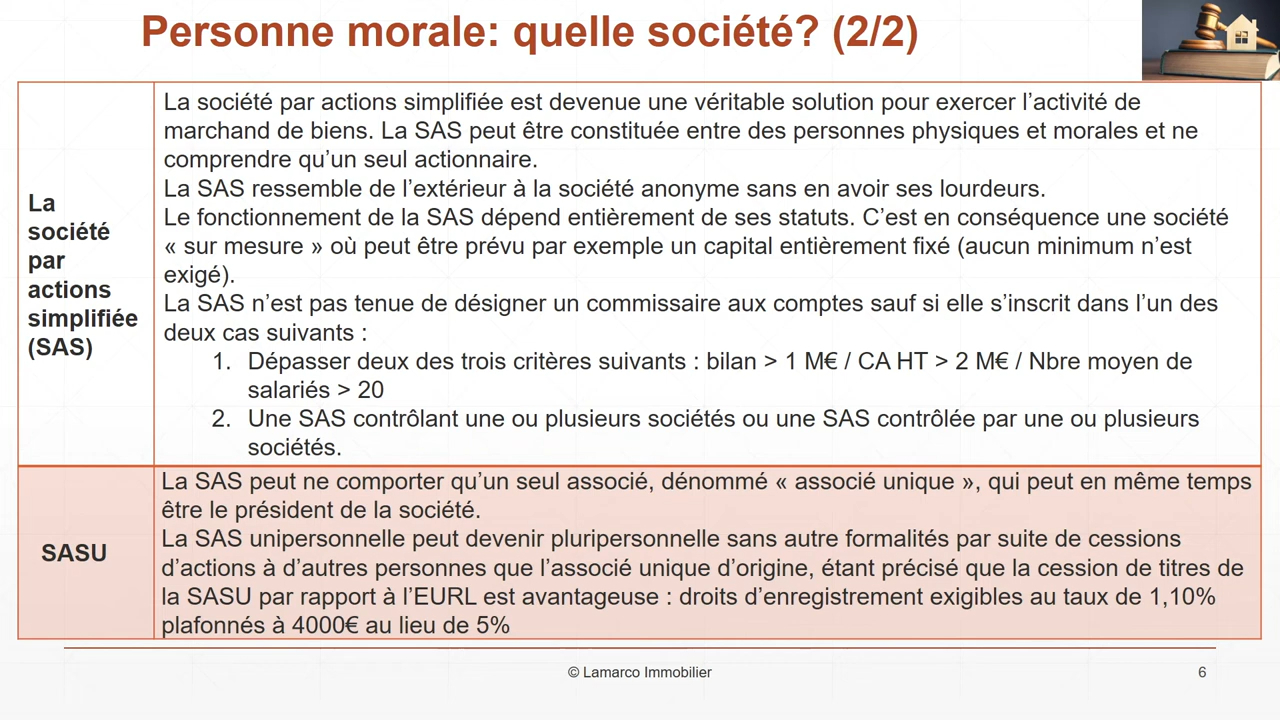 Personne morale: quelle société? (2/2)
La
société
par
actions
simplifiée
(SAS)
La société par actions simplifiée est devenue une véritable solution pour exercer l’activité de
marchand de biens. La SAS peut être constituée entre des personnes physiques et morales et ne
comprendre qu’un seul actionnaire.
La SAS ressemble de l’extérieur à la société anonyme sans en avoir ses lourdeurs.
Le fonctionnement de la SAS dépend entièrement de ses statuts. C’est en conséquence une société
« sur mesure » où peut être prévu par exemple un capital entièrement fixé (aucun minimum n’est
exigé).
La SAS n’est pas tenue de désigner un commissaire aux comptes sauf si elle s’inscrit dans l’un des
deux cas suivants :
1. Dépasser deux des trois critères suivants : bilan > 1 M€ / CA HT > 2 M€ / Nbre moyen de
salariés > 20
2. Une SAS contrôlant une ou plusieurs sociétés ou une SAS contrôlée par une ou plusieurs
sociétés.
SASU
La SAS peut ne comporter qu’un seul associé, dénommé « associé unique », qui peut en même temps
être le président de la société.
La SAS unipersonnelle peut devenir pluripersonnelle sans autre formalités par suite de cessions
d’actions à d’autres personnes que l’associé unique d’origine, étant précisé que la cession de titres de
la SASU par rapport à l’EURL est avantageuse : droits d’enregistrement exigibles au taux de 1,10%
plafonnés à 4000€ au lieu de 5%
© Lamarco Immobilier
6